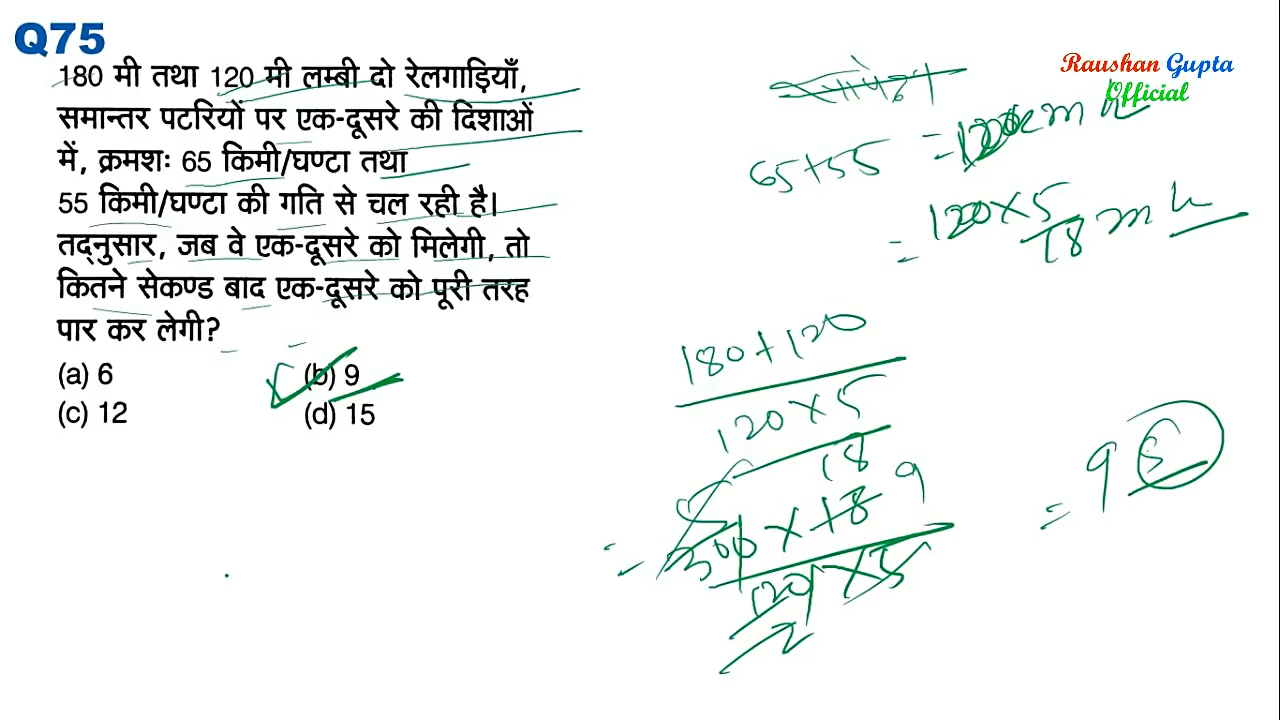 Q75
180 मी तथा 120 मी लम्बी दो रेलगाड़ियाँ,
समान्तर पटरियों पर एक-दूसरे की दिशाओं
में, क्रमशः 65 किमी/घण्टा तथा
55 किमी/घण्टा की गति से चल रही है।
तद्नुसार, जब वे एक-दूसरे को मिलेगी, तो
कितने सेकण्ड बाद एक-दूसरे को पूरी तरह
पार कर लेगी?
(a) 6 (b) 9
(c) 12 (d) 15
Raushan Gupta
Official
65+55
= 120 × 5
18
180+120
120 × 5
18
9
= 300 × 18
120 × 5
2
= 9 s